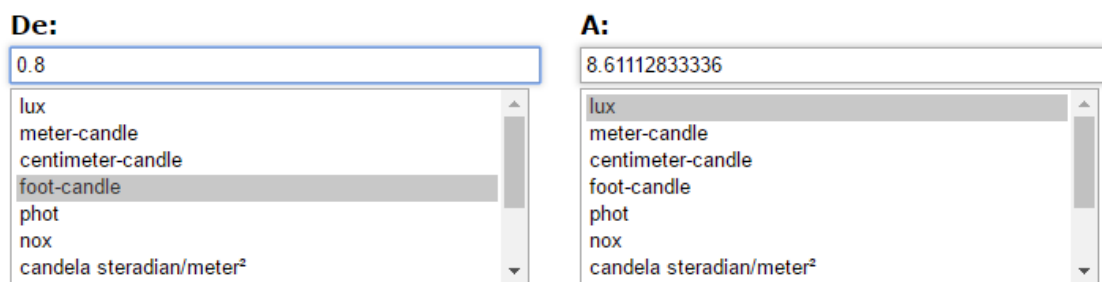 De:
0.8
lux
meter-candle
centimeter-candle
foot-candle
phot
nox
candela steradian/meter²
A:
8.61112833336
lux
meter-candle
centimeter-candle
foot-candle
phot
nox
candela steradian/meter²